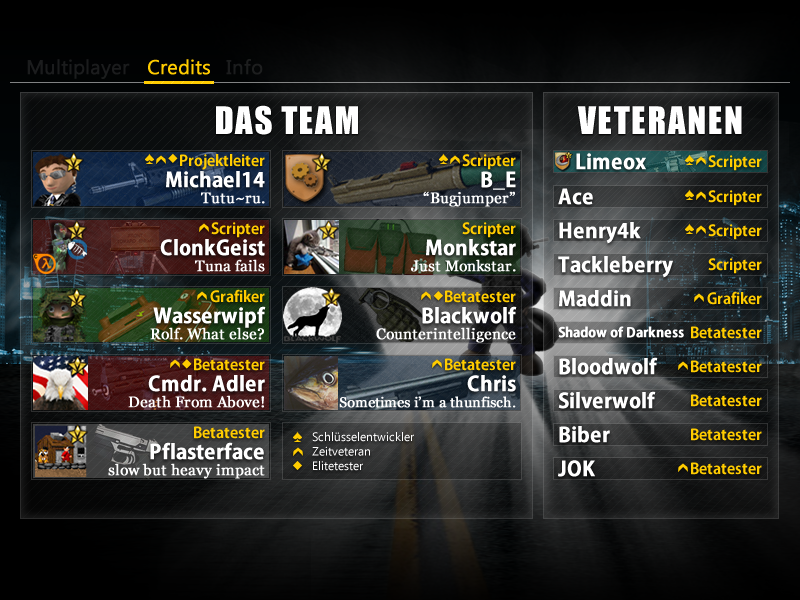 Multiplayer Credits Info
DAS TEAM
Projektleiter
Michael14
Tutu~ru.
Scripter
B_E
“Bugjumper”
Scripter
ClonkGeist
Tuna fails
Scripter
Monkstar
Just Monkstar.
Grafiker
Wasserwipf
Rolf. What else?
Betatester
Blackwolf
Counterintelligence
Betatester
Cmdr. Adler
Death From Above!
Betatester
Chris
Sometimes i'm a thunfisch.
Betatester
Pflasterface
slow but heavy impact
Schlüsselentwickler
Zeitveteran
Elitetester
VETERANEN
Limeox Scripter
Ace Scripter
Henry4k Scripter
Tackleberry Scripter
Maddin Grafiker
Shadow of Darkness Betatester
Bloodwolf Betatester
Silverwolf Betatester
Biber Betatester
JOK Betatester